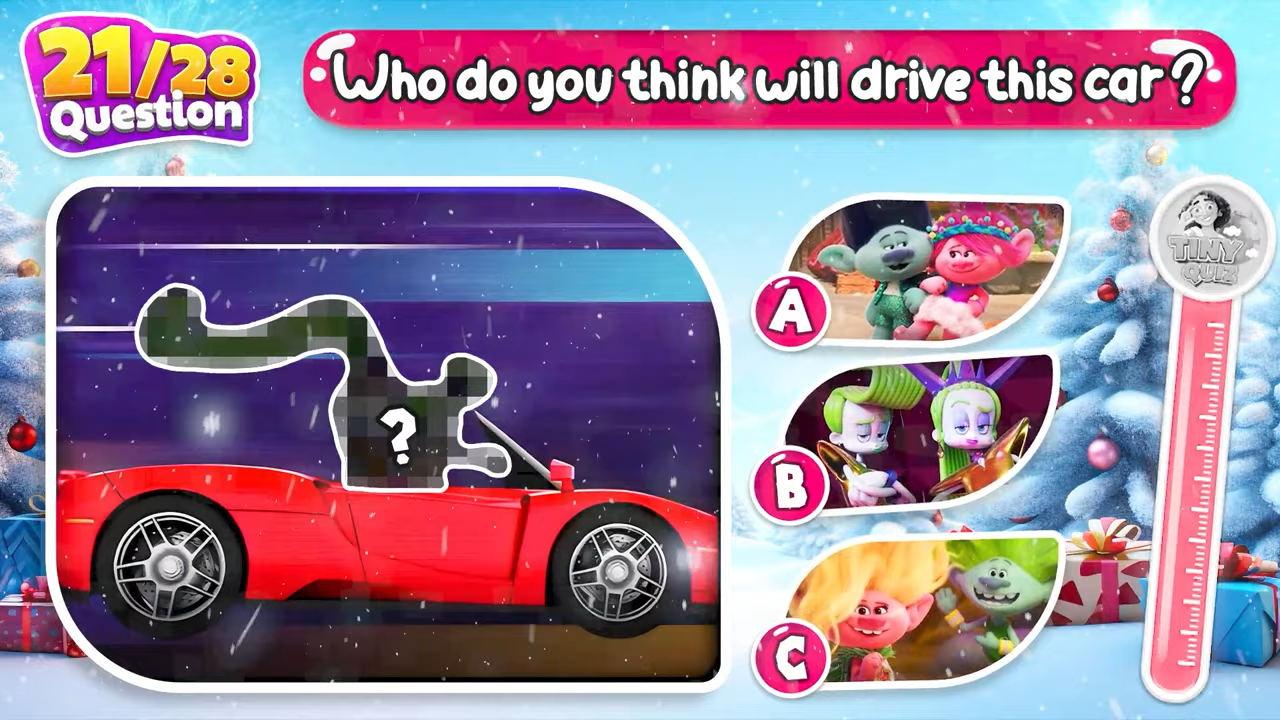 21/28
Question
Who do you think will drive this car?
?
A
B
C
TINY
QUIZ